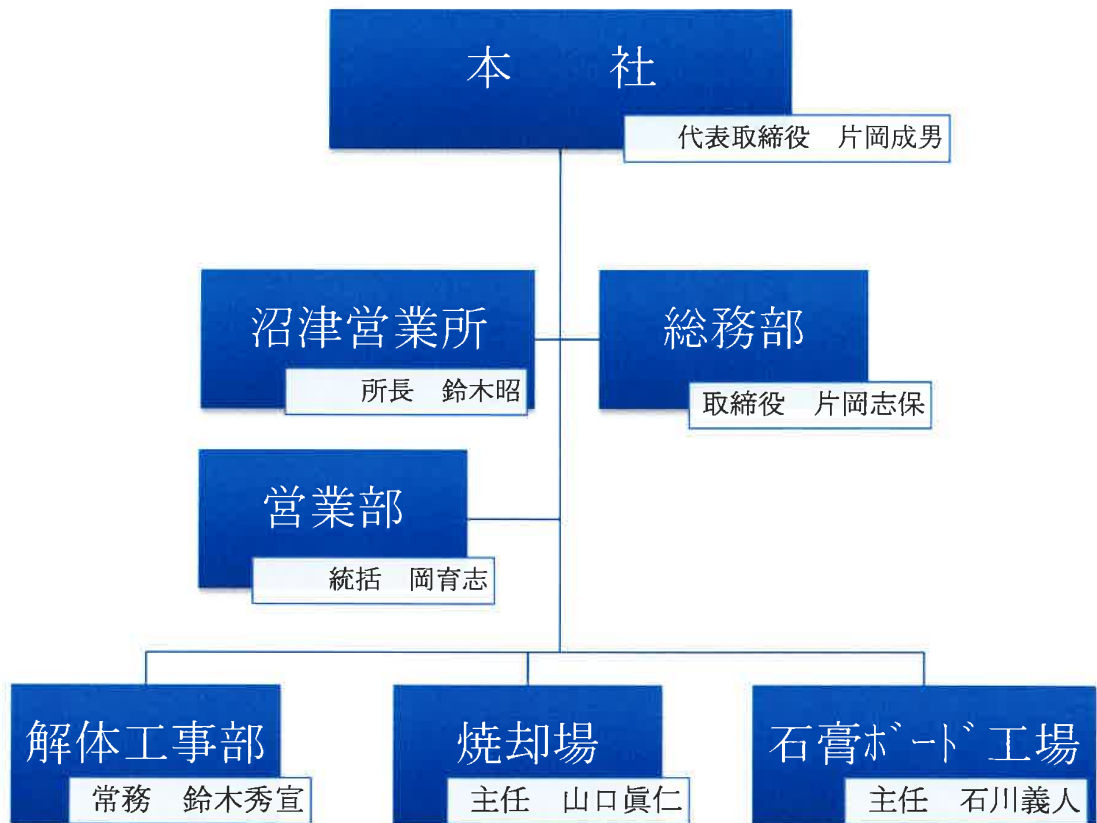 本　　社
代表取締役　片岡成男
沼津営業所
所長　鈴木昭
総務部
取締役　片岡志保
営業部
統括　岡育志
解体工事部
常務　鈴木秀宣
焼却場
主任　山口眞仁
石膏ﾎﾞｰﾄﾞ工場
主任　石川義人